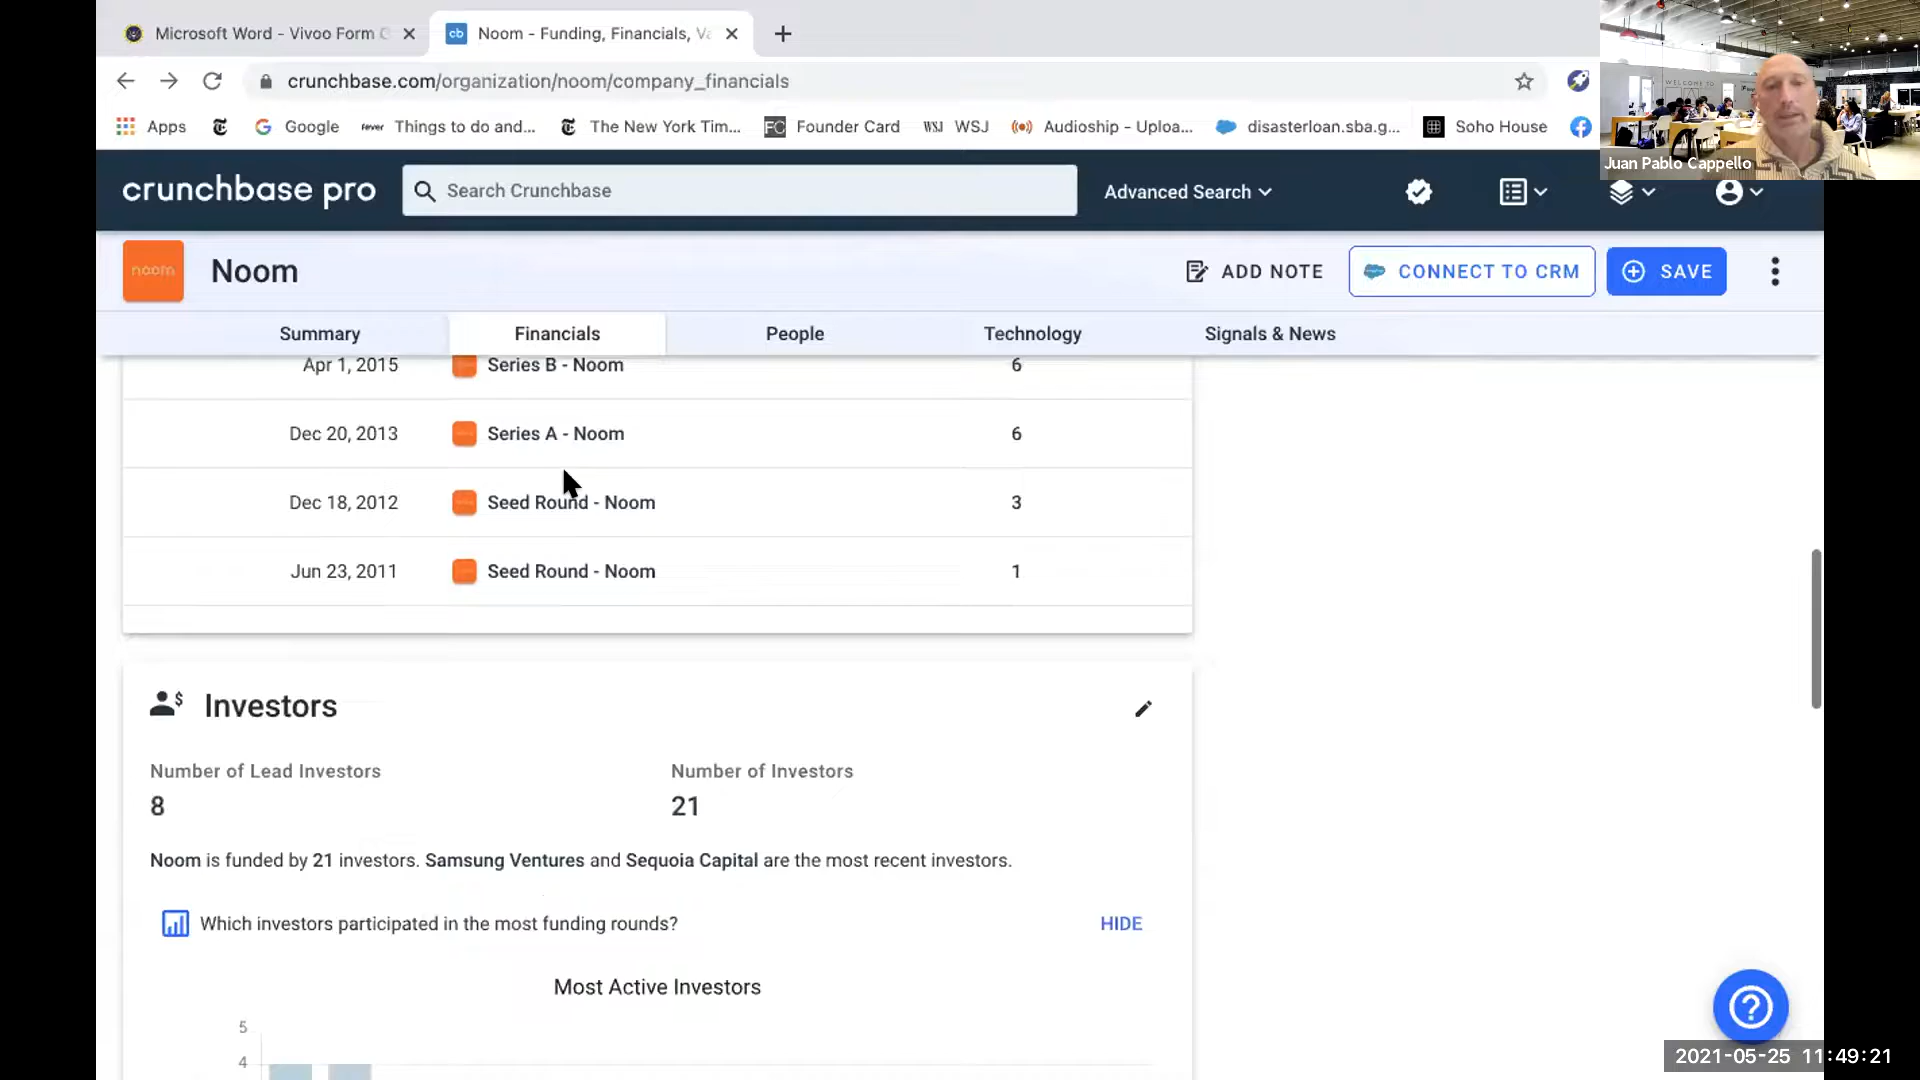 Microsoft Word - Vivoo Form C
Noom - Funding, Financials, Va
crunchbase.com/organization/noom/company_financials
Apps
Google
fever
Things to do and...
The New York Tim...
FC
Founder Card
WSJ
WSJ
Audioship - Uploa...
disasterloan.sba.g...
Soho House
WELCOME TO
Juan Pablo Cappello
crunchbase pro
Search Crunchbase
Advanced Search
noom
Noom
ADD NOTE
CONNECT TO CRM
SAVE
Summary
Financials
People
Technology
Signals & News
Apr 1, 2015 Series B - Noom 6
Dec 20, 2013 Series A - Noom 6
Dec 18, 2012 Seed Round - Noom 3
Jun 23, 2011 Seed Round - Noom 1
Investors
Number of Lead Investors
8
Number of Investors
21
Noom is funded by 21 investors. Samsung Ventures and Sequoia Capital are the most recent investors.
Which investors participated in the most funding rounds?
HIDE
Most Active Investors
5
4
2021-05-25 11:49:21